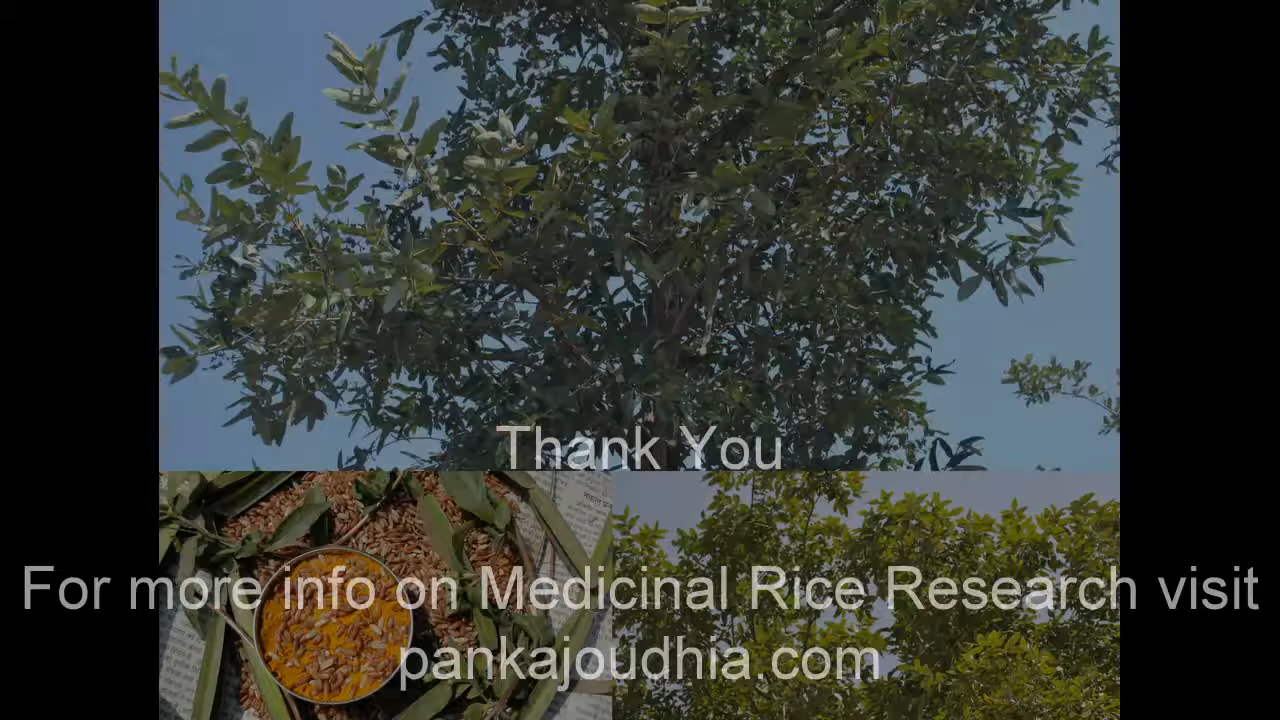 Thank You
For more info on Medicinal Rice Research visit
pankajoudhia.com